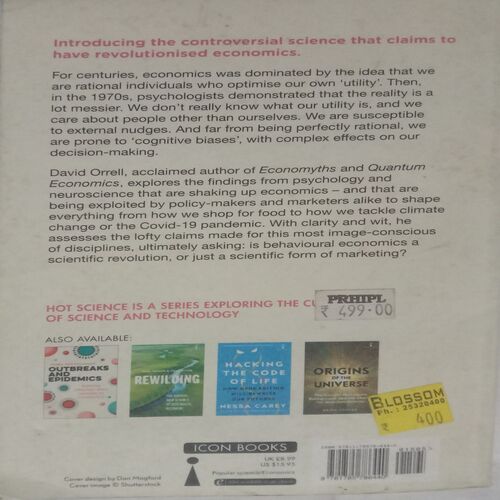 Introducing the controversial science that claims to
have revolutionised economics.
For centuries, economics was dominated by the idea that we
are rational individuals who optimise our own 'utility'. Then,
in the 1970s, psychologists demonstrated that the reality is a
lot messier. We don't really know what our utility is, and we
care about people other than ourselves. We are susceptible
to external nudges. And far from being perfectly rational, we
are prone to 'cognitive biases', with complex effects on our
decision-making.
David Orrell, acclaimed author of Economyths and Quantum
Economics, explores the findings from psychology and
neuroscience that are shaking up economics – and that are
being exploited by policy-makers and marketers alike to shape
everything from how we shop for food to how we tackle climate
change or the Covid-19 pandemic. With clarity and wit, he
assesses the lofty claims made for this most image-conscious
of disciplines, ultimately asking: is behavioural economics a
scientific revolution, or just a scientific form of marketing?
HOT SCIENCE IS A SERIES EXPLORING THE CU
OF SCIENCE AND TECHNOLOGY
PRHIPL
₹ 499.00
ALSO AVAILABLE:
OUTBREAKS AND
EPIDEMICS
REWILDING
HACKING
THE CODE
OF LIFE
NESSA CAREY
ORIGINS
OF THE
UNIVERSE
BLOSSOM
Ph.: 25320400
₹ 400
ICON BOOKS
UK £8.99
US $15.95
Popular science/Economics
Cover design by Dan Mogford
Cover image © Shutterstock